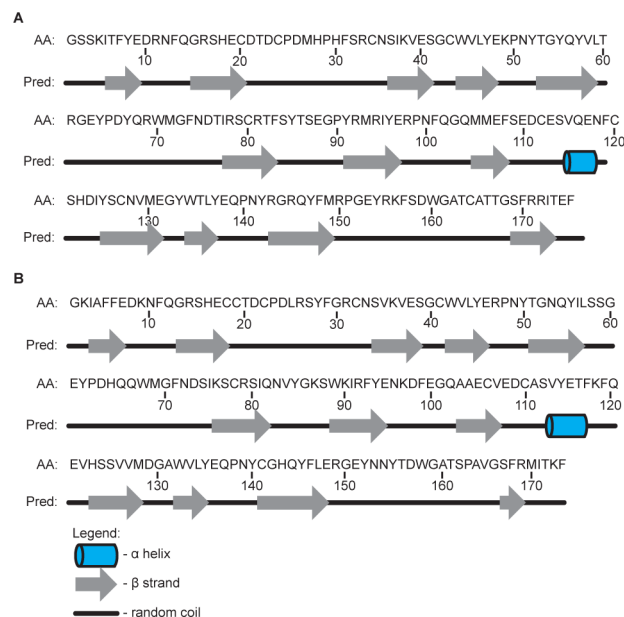 A
AA: GSSKITFYEDRNFQGRSHECDTDCPDMHPHFSRCNSIKVESGCWVLYEKPNYTGYQYVLT
10 20 30 40 50 60
Pred:
AA: RGEYPDYQRWMGFNDTIRSCRTFSYTSEGPYRMRIYERPNFQGQMMEFSEDCESVQENFC
70 80 90 100 110 120
Pred:
AA: SHDIYSCNVMEGYWTLYEQPNYRGRQYFMRPGEYRKFSDWGATCATTGSFRRITEF
130 140 150 160 170
Pred:
B
AA: GKIAFFEDKNFQGRSHECCTDCPDLRSYFGRCNSVKVESGCWVLYERPNYTGNQYILSSG
10 20 30 40 50 60
Pred:
AA: EYPDHQQWMGFNDSIKSCRSIQNVYGKSWKIRFYENKDFEGQAAECVEDCASVYETFKFQ
70 80 90 100 110 120
Pred:
AA: EVHSSVVMDGAWVLYEQPNYCGHQYFLERGEYNNYTDWGATSPAVGSFRMITKF
130 140 150 160 170
Pred:
Legend:
- α helix
- β strand
- random coil